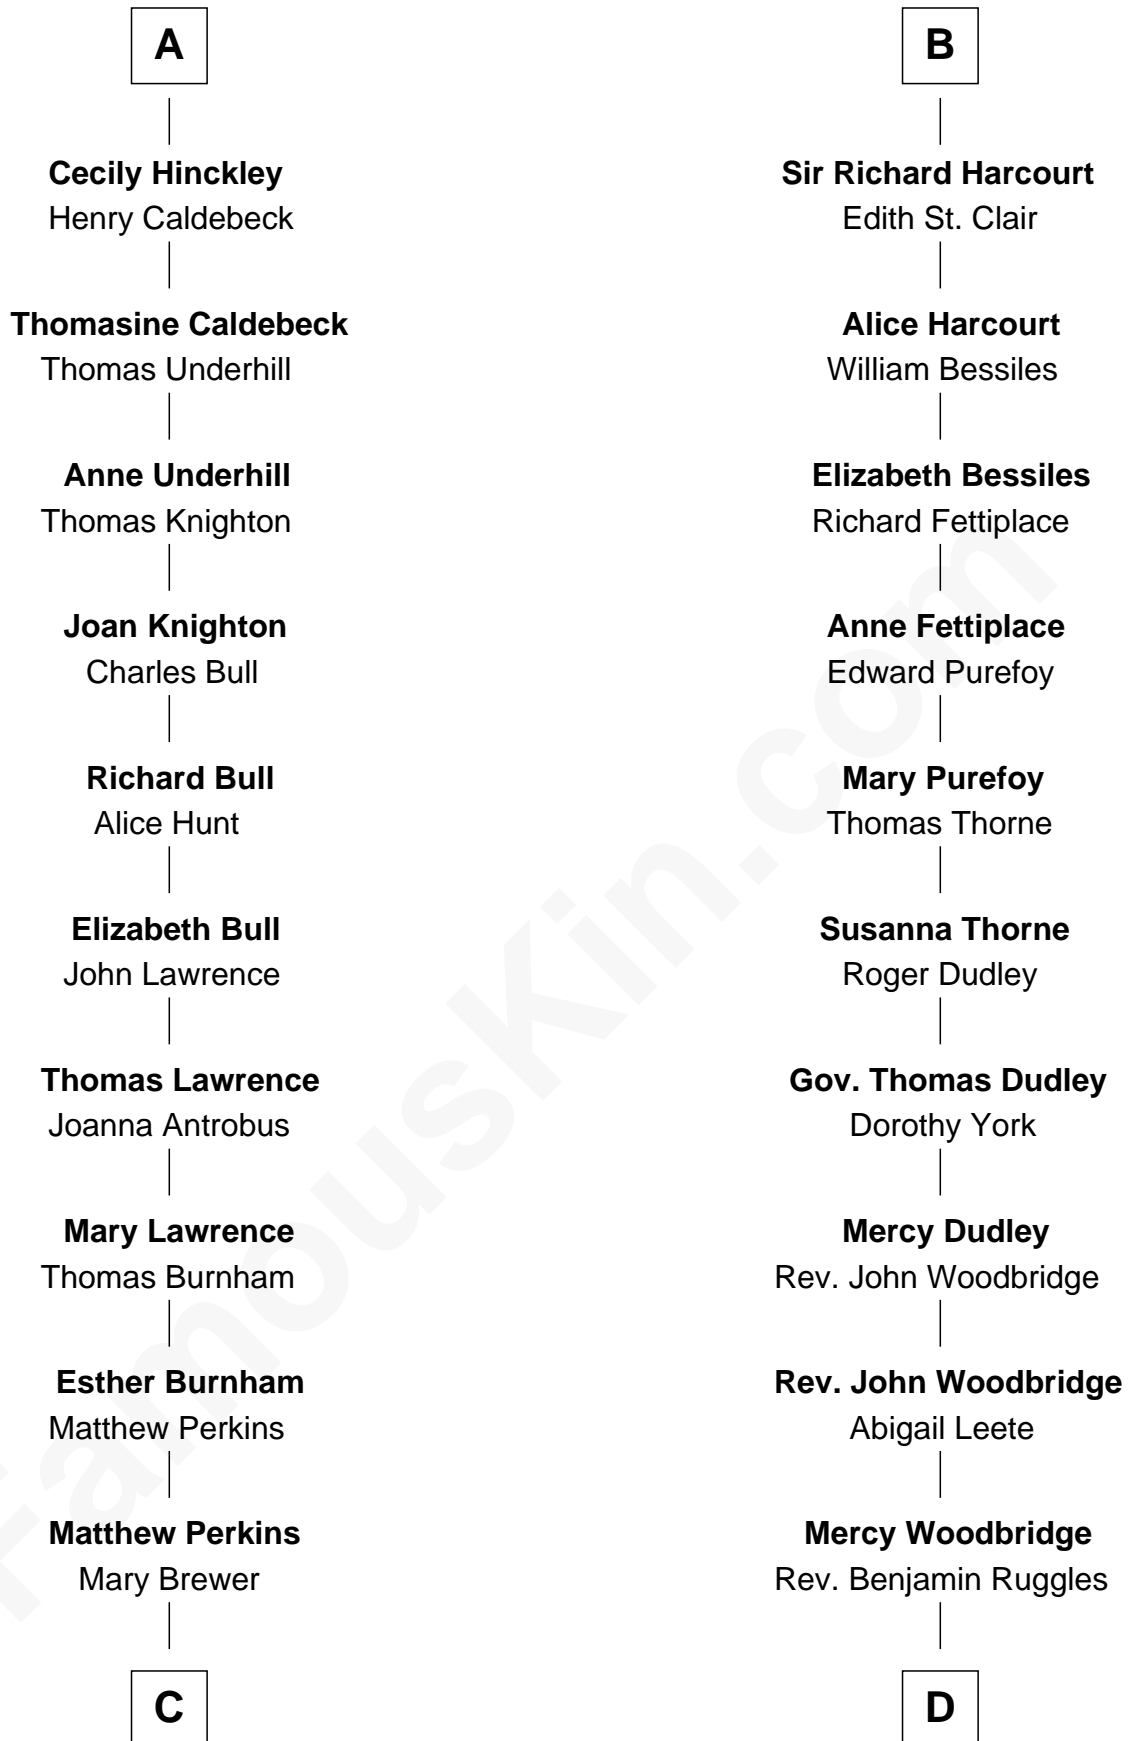 A
Cecily Hinckley
Henry Caldebeck
Thomasine Caldebeck
Thomas Underhill
Anne Underhill
Thomas Knighton
Joan Knighton
Charles Bull
Richard Bull
Alice Hunt
Elizabeth Bull
John Lawrence
Thomas Lawrence
Joanna Antrobus
Mary Lawrence
Thomas Burnham
Esther Burnham
Matthew Perkins
Matthew Perkins
Mary Brewer
C
B
Sir Richard Harcourt
Edith St. Clair
Alice Harcourt
William Bessiles
Elizabeth Bessiles
Richard Fettiplace
Anne Fettiplace
Edward Purefoy
Mary Purefoy
Thomas Thorne
Susanna Thorne
Roger Dudley
Gov. Thomas Dudley
Dorothy York
Mercy Dudley
Rev. John Woodbridge
Rev. John Woodbridge
Abigail Leete
Mercy Woodbridge
Rev. Benjamin Ruggles
D
FamousKin.com